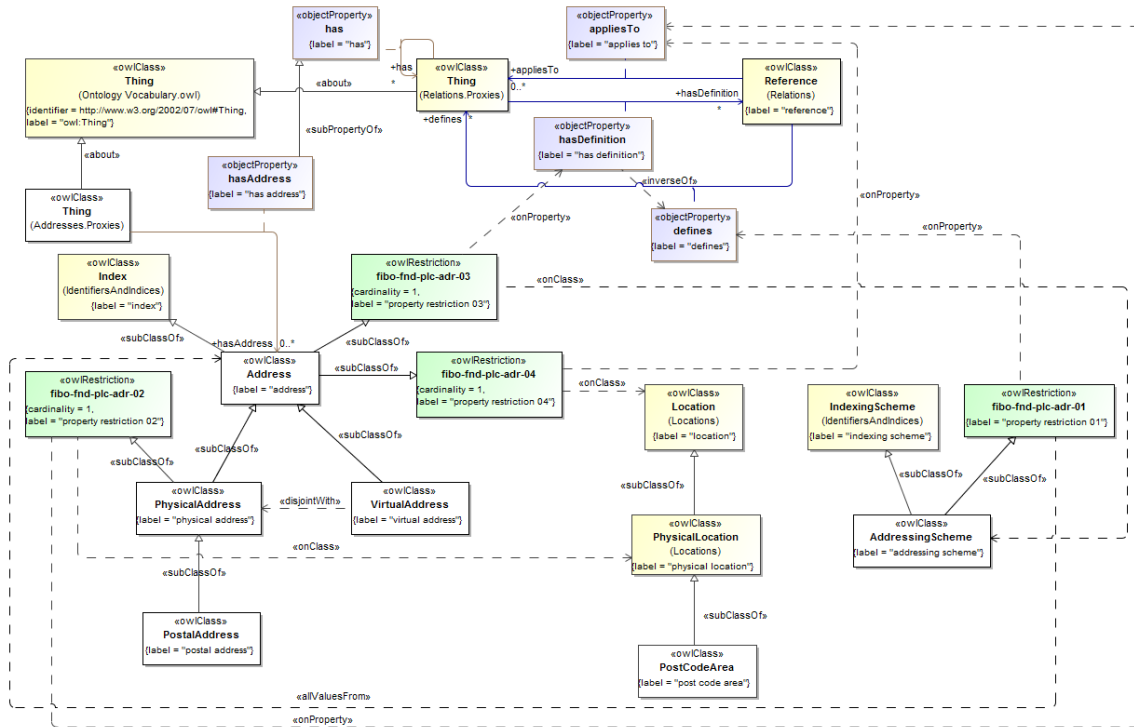 «objectProperty»
has
{label = "has"}
«objectProperty»
appliesTo
{label = "applies to"}
«owlClass»
Thing
(Ontology Vocabulary.owl)
{identifier = http://www.w3.org/2002/07/owl#Thing,
label = "owl:Thing"}
«about»
+has
*
«owlClass»
Thing
(Relations.Proxies)
+appliesTo
0..*
+hasDefinition
*
+defines
*
«owlClass»
Reference
(Relations)
{label = "reference"}
«subPropertyOf»
«objectProperty»
hasDefinition
{label = "has definition"}
«about»
«objectProperty»
hasAddress
{label = "has address"}
«inverseOf»
«owlClass»
Thing
(Addresses.Proxies)
«onProperty»
«objectProperty»
defines
{label = "defines"}
«onProperty»
«onProperty»
«owlClass»
Index
(IdentifiersAndIndices)
{label = "index"}
«owlRestriction»
fibo-fnd-plc-adr-03
{cardinality = 1,
label = "property restriction 03"}
«onClass»
«subClassOf»
+hasAddress
0..*
«subClassOf»
«owlClass»
Address
{label = "address"}
«subClassOf»
«owlRestriction»
fibo-fnd-plc-adr-04
{cardinality = 1,
label = "property restriction 04"}
«onClass»
«owlRestriction»
fibo-fnd-plc-adr-02
{cardinality = 1,
label = "property restriction 02"}
«owlClass»
Location
(Locations)
{label = "location"}
«owlClass»
IndexingScheme
(IdentifiersAndIndices)
{label = "indexing scheme"}
«owlRestriction»
fibo-fnd-plc-adr-01
{label = "property restriction 01"}
«subClassOf»
«subClassOf»
«subClassOf»
«subClassOf»
«subClassOf»
«subClassOf»
«owlClass»
PhysicalAddress
{label = "physical address"}
«disjointWith»
«owlClass»
VirtualAddress
{label = "virtual address"}
«owlClass»
PhysicalLocation
(Locations)
{label = "physical location"}
«owlClass»
AddressingScheme
{label = "addressing scheme"}
«onClass»
«subClassOf»
«subClassOf»
«owlClass»
PostalAddress
{label = "postal address"}
«owlClass»
PostCodeArea
{label = "post code area"}
«allValuesFrom»
«onProperty»